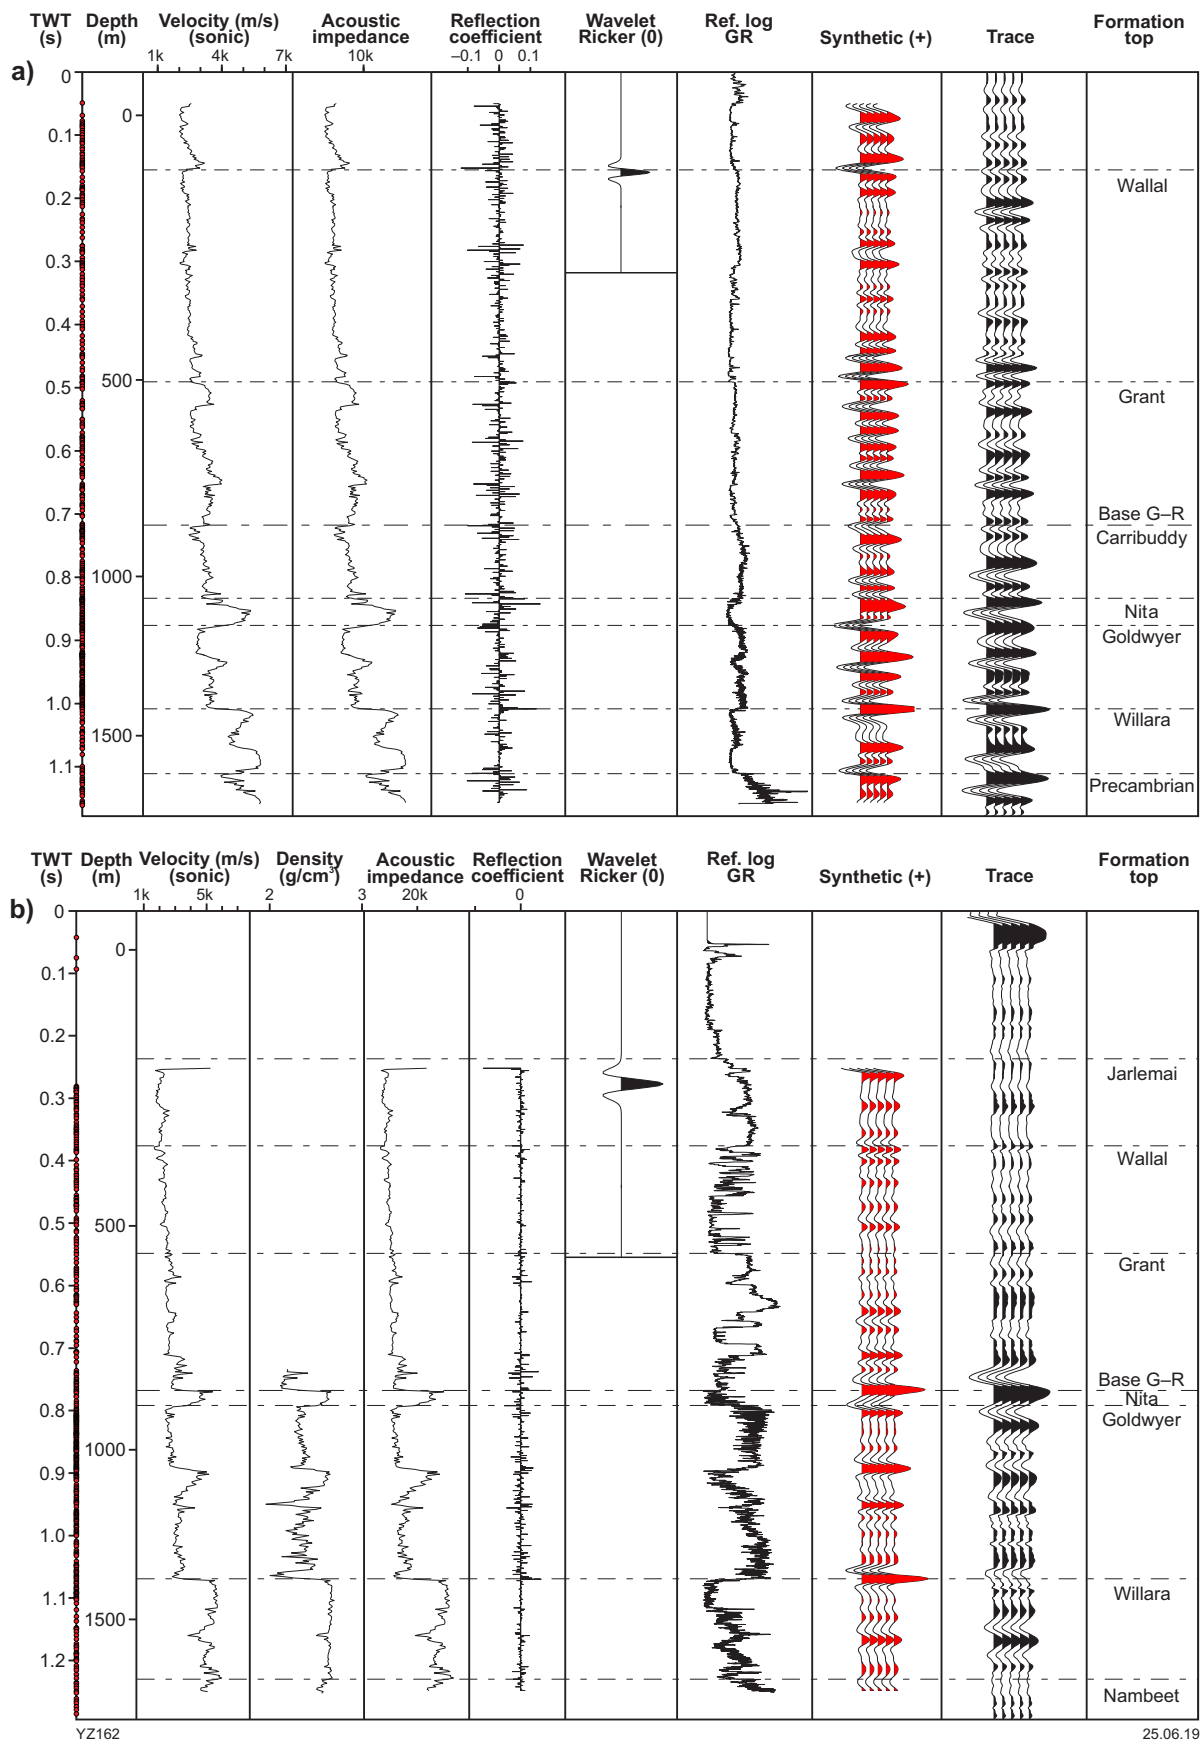 TWT Depth Velocity (m/s) Acoustic Reflection Wavelet Ref. log Formation
(s) (m) (sonic) impedance coefficient Ricker (0) GR Synthetic (+) Trace top
1k 4k 7k 10k –0.1 0 0.1
a)
0
0
0.1
Wallal
0.2
0.3
0.4
500
0.5
Grant
0.6
0.7
Base G–R
Carribuddy
0.8
1000
Nita
0.9
Goldwyer
1.0
Willara
1500
1.1
Precambrian
TWT Depth Velocity (m/s) Density Acoustic Reflection Wavelet Ref. log Formation
(s) (m) (sonic) (g/cm³) impedance coefficient Ricker (0) GR Synthetic (+) Trace top
1k 5k 2 3 20k 0
b)
0
0
0.1
0.2
Jarlemai
0.3
0.4
Wallal
0.5
500
Grant
0.6
0.7
Base G–R
Nita
0.8
Goldwyer
1000
0.9
1.0
1.1
Willara
1500
1.2
Nambeet
YZ162 25.06.19